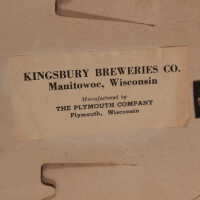 KINGSBURY BREWERIES CO.
Manitowoc, Wisconsin
Manufactured by
THE PLYMOUTH COMPANY
Plymouth, Wisconsin